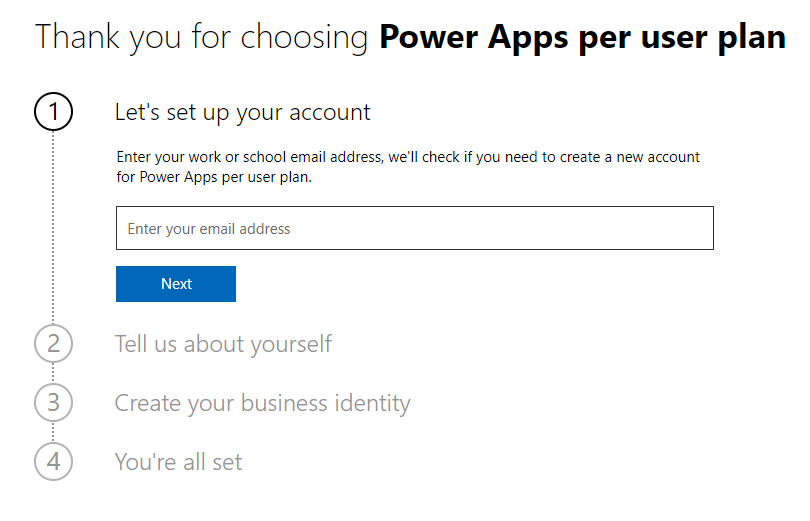 Thank you for choosing Power Apps per user plan
1 Let's set up your account
Enter your work or school email address, we'll check if you need to create a new account
for Power Apps per user plan.
Enter your email address
Next
2 Tell us about yourself
3 Create your business identity
4 You're all set